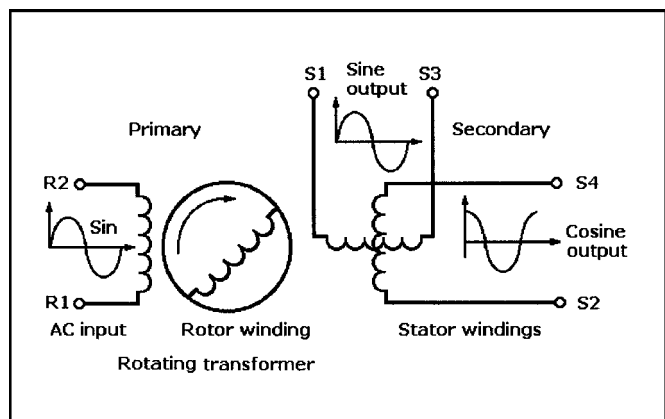 S1
Sine
output
S3
Primary
Secondary
R2
Sin
S4
Cosine
output
R1
S2
AC input
Rotor winding
Stator windings
Rotating transformer